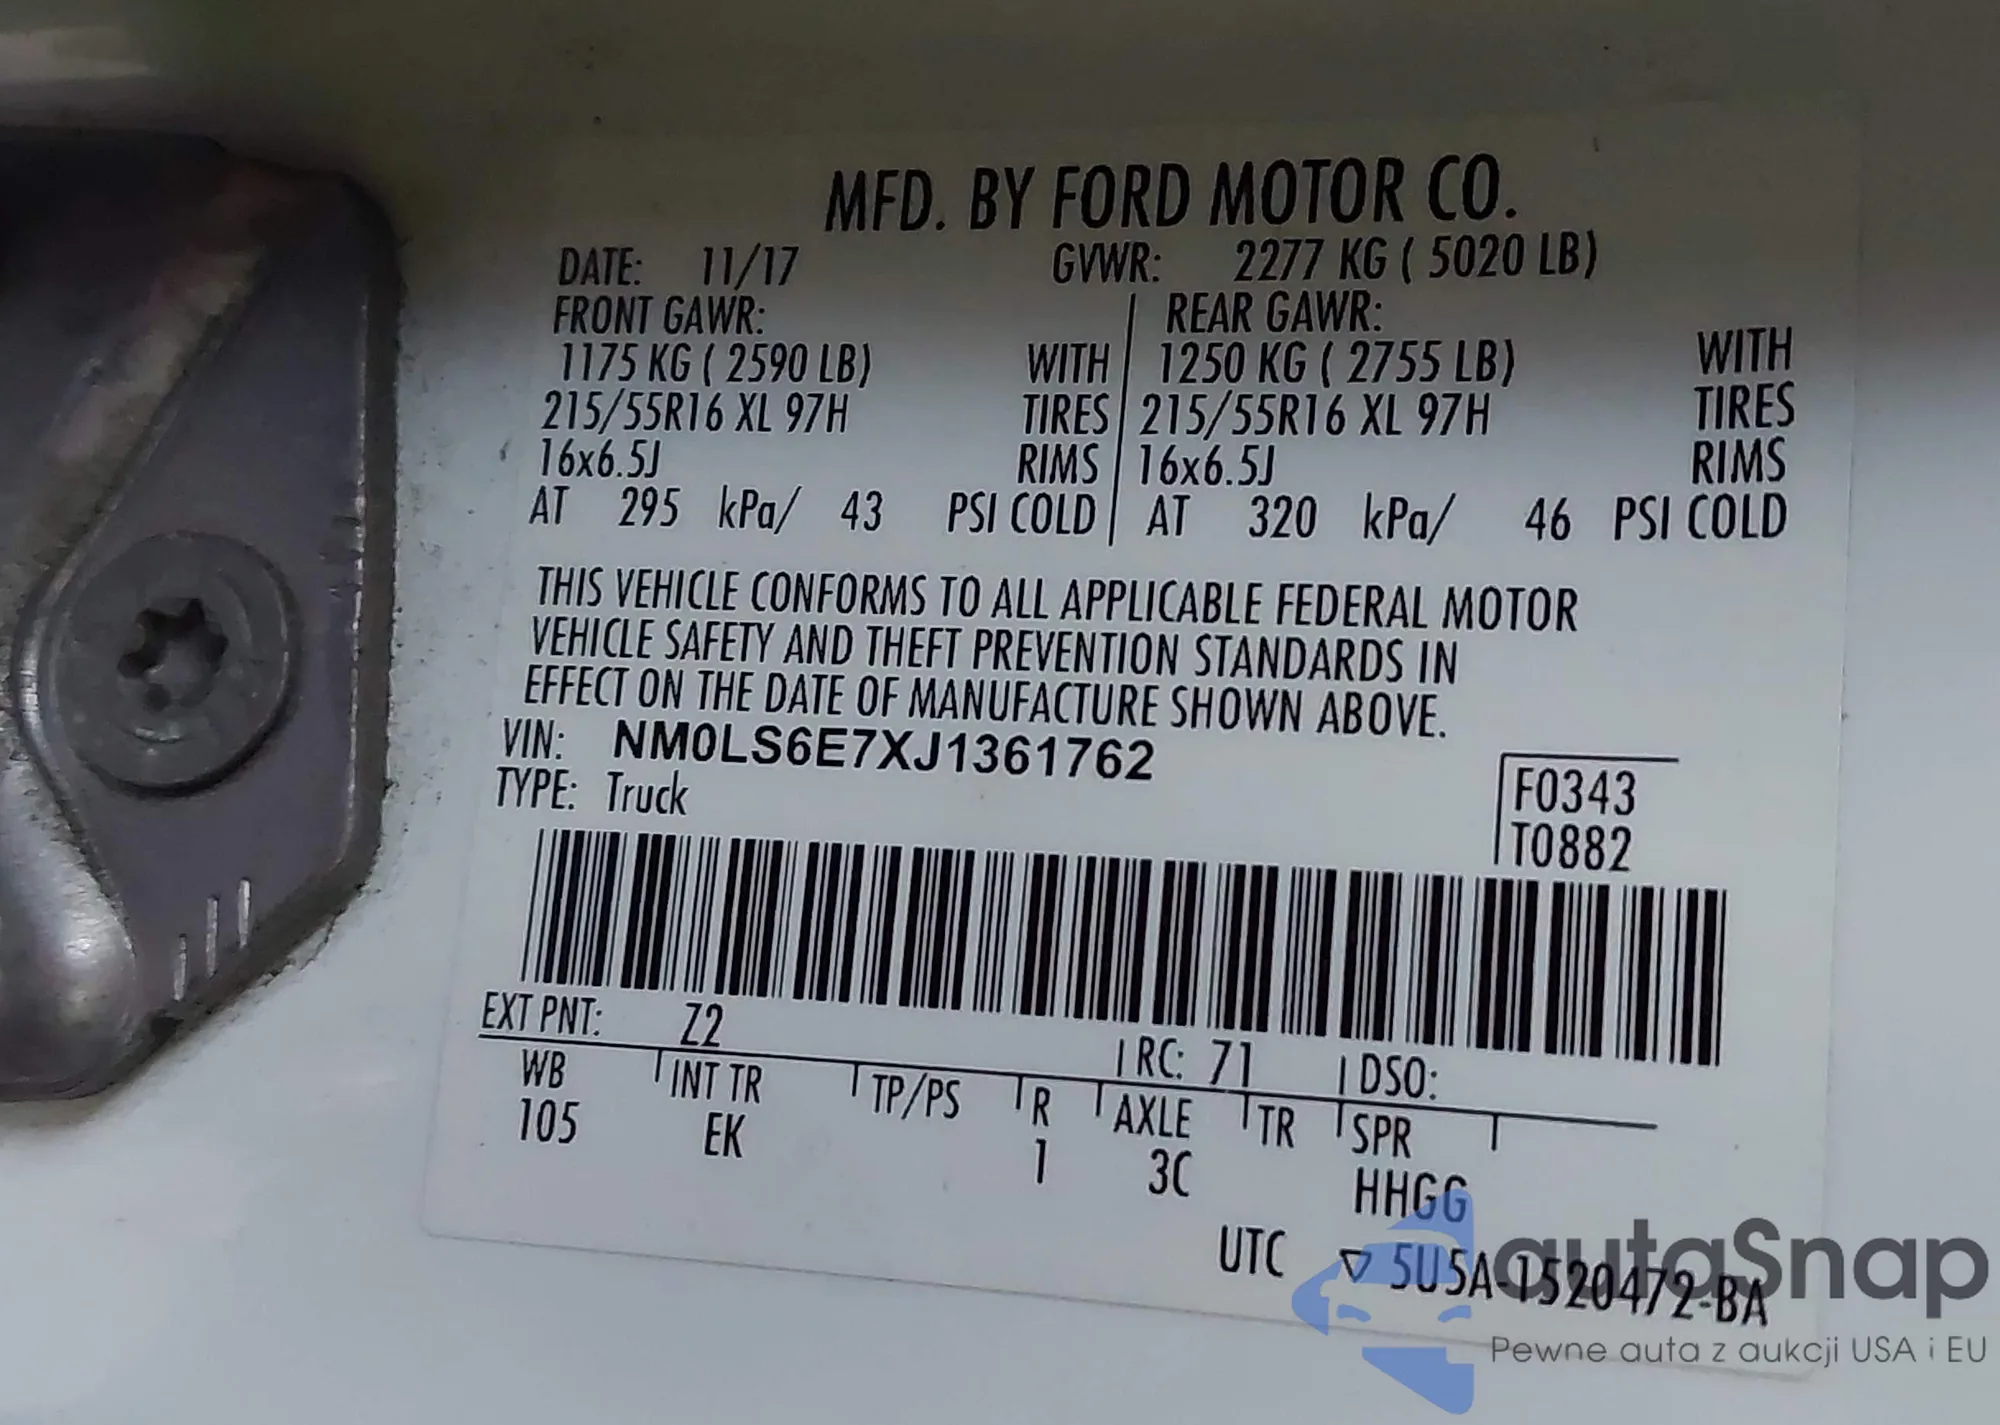 MFD. BY FORD MOTOR CO.
DATE: 11/17 GVWR: 2277 KG ( 5020 LB)
FRONT GAWR: REAR GAWR:
1175 KG ( 2590 LB) WITH 1250 KG ( 2755 LB) WITH
215/55R16 XL 97H TIRES 215/55R16 XL 97H TIRES
16x6.5J RIMS 16x6.5J RIMS
AT 295 kPa/ 43 PSI COLD AT 320 kPa/ 46 PSI COLD
THIS VEHICLE CONFORMS TO ALL APPLICABLE FEDERAL MOTOR
VEHICLE SAFETY AND THEFT PREVENTION STANDARDS IN
EFFECT ON THE DATE OF MANUFACTURE SHOWN ABOVE.
VIN: NM0LS6E7XJ1361762
TYPE: Truck
F0343
T0882
EXT PNT: Z2 RC: 71 DSO:
WB INT TR TP/PS R AXLE TR SPR
105 EK 1 3C HHGG
UTC ▽ 5U5A-1520472-BA
autaSnap
Pewne auta z aukcji USA i EU